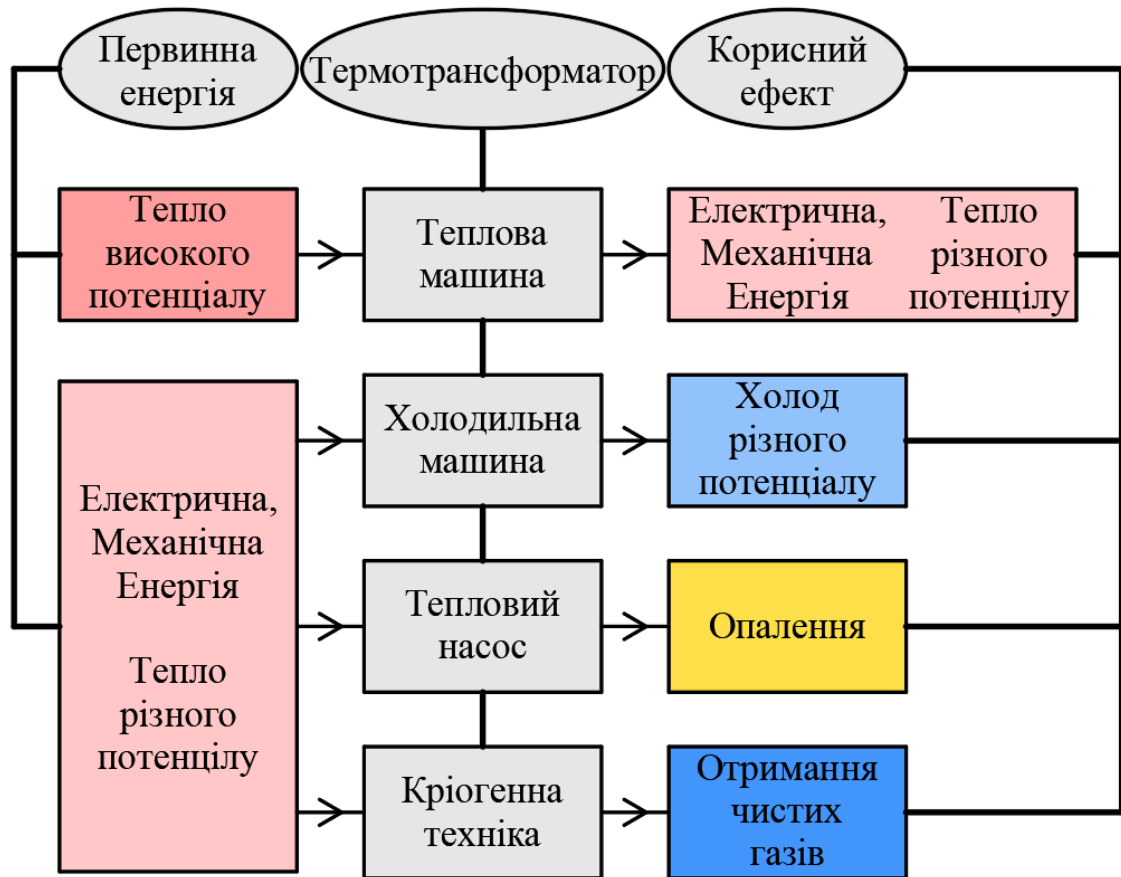 Первинна
енергія
Термотрансформатор
Корисний
ефект
Тепло
високого
потенціалу
Теплова
машина
Електрична,
Механічна
Енергія
Тепло
різного
потенцілу
Електрична,
Механічна
Енергія
Тепло
різного
потенцілу
Холодильна
машина
Холод
різного
потенціалу
Тепловий
насос
Опалення
Кріогенна
техніка
Отримання
чистих
газів